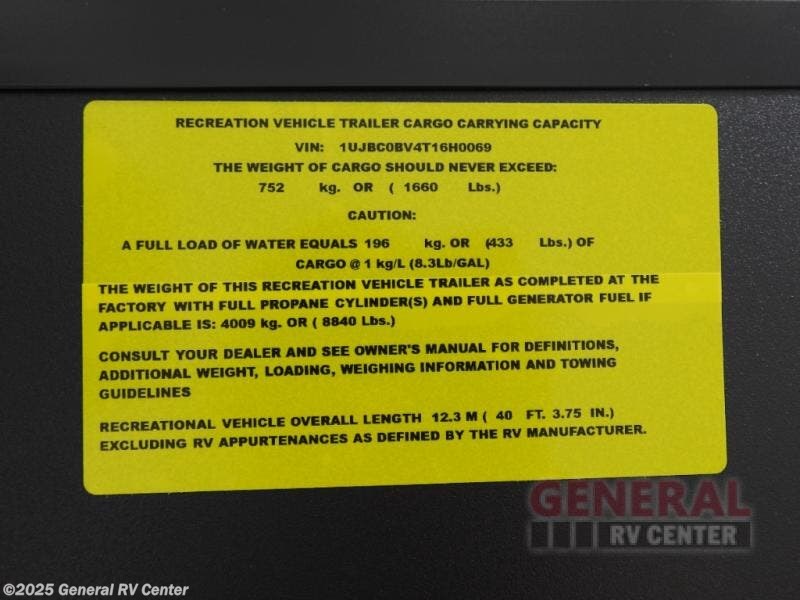 RECREATION VEHICLE TRAILER CARGO CARRYING CAPACITY
VIN: 1UJBC0BV4T16H0069
THE WEIGHT OF CARGO SHOULD NEVER EXCEED:
752 kg. OR ( 1660 Lbs.)
CAUTION:
A FULL LOAD OF WATER EQUALS 196 kg. OR (433 Lbs.) OF
CARGO @ 1 kg/L (8.3Lb/GAL)
THE WEIGHT OF THIS RECREATION VEHICLE TRAILER AS COMPLETED AT THE
FACTORY WITH FULL PROPANE CYLINDER(S) AND FULL GENERATOR FUEL IF
APPLICABLE IS: 4009 kg. OR ( 8840 Lbs.)
CONSULT YOUR DEALER AND SEE OWNER'S MANUAL FOR DEFINITIONS,
ADDITIONAL WEIGHT, LOADING, WEIGHING INFORMATION AND TOWING
GUIDELINES
RECREATIONAL VEHICLE OVERALL LENGTH 12.3 M ( 40 FT. 3.75 IN.)
EXCLUDING RV APPURTENANCES AS DEFINED BY THE RV MANUFACTURER.
GENERAL
RV CENTER
©2025 General RV Center